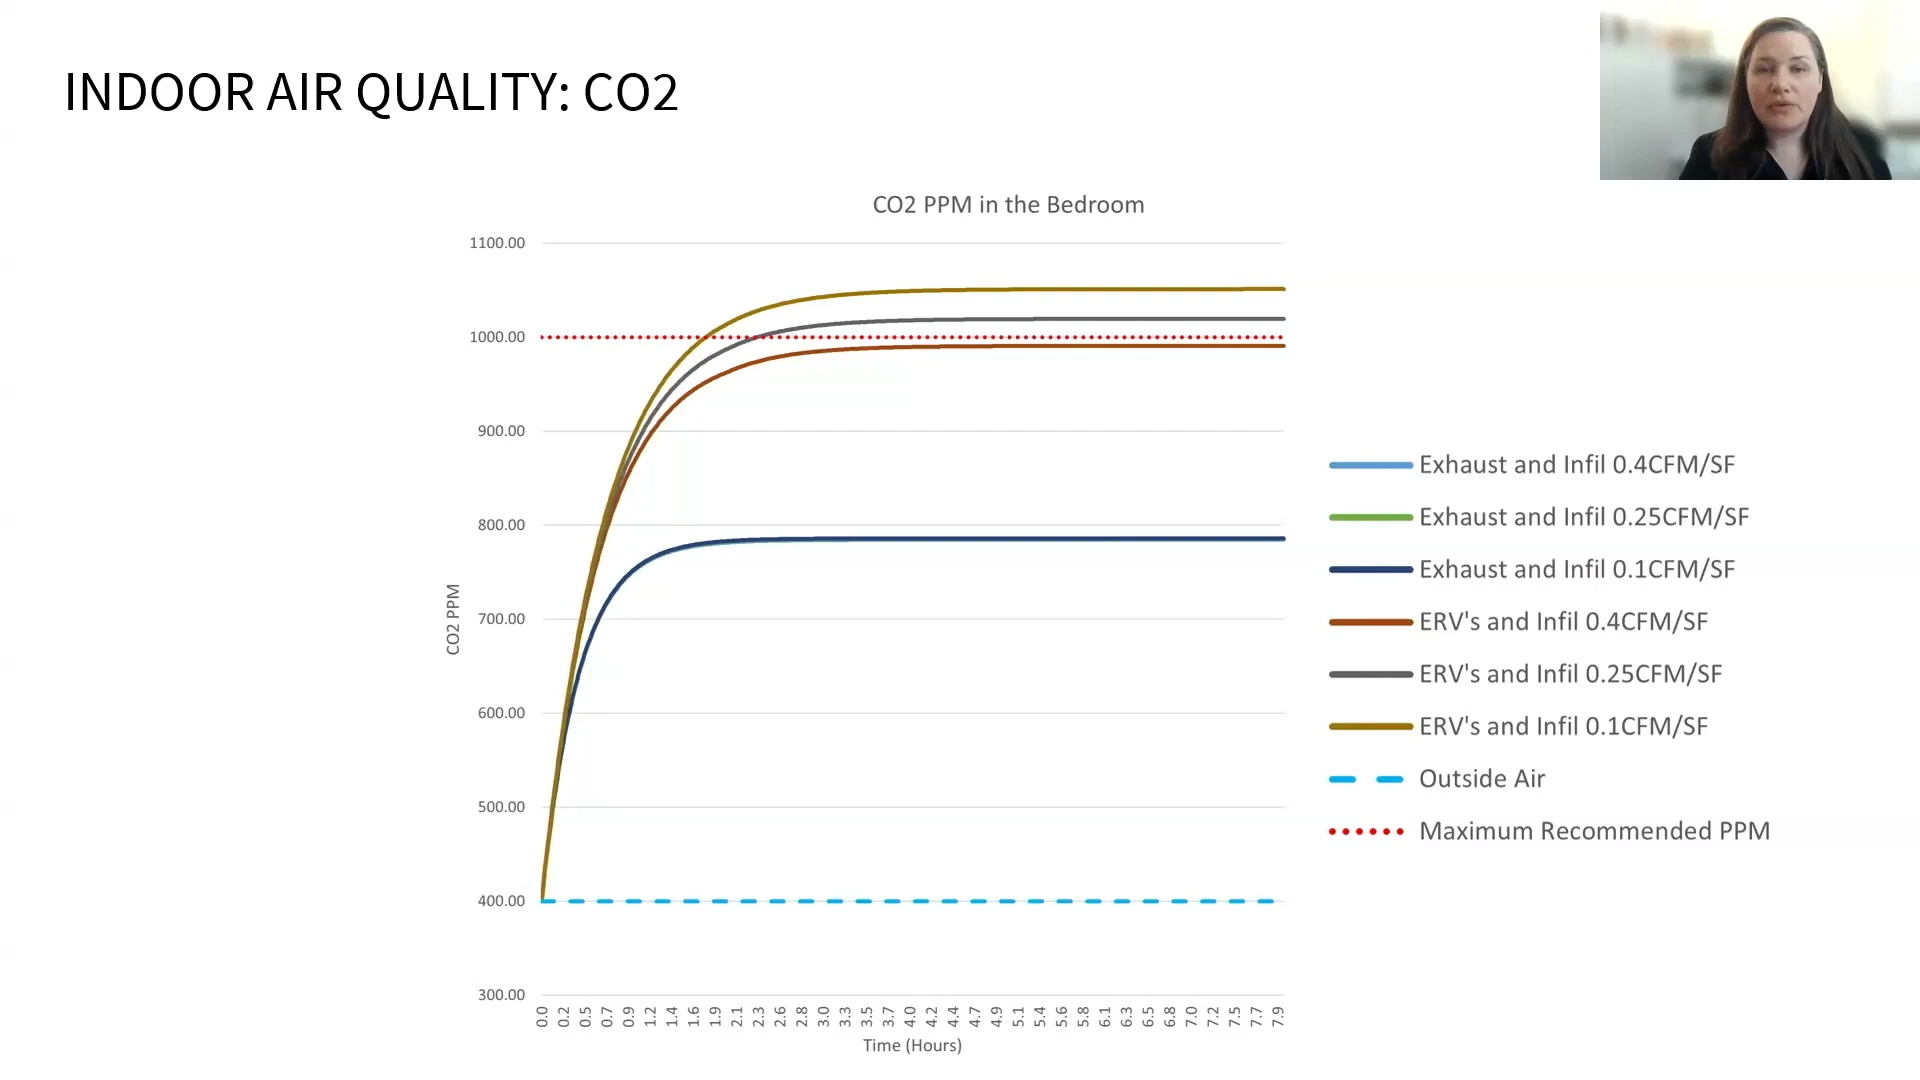 INDOOR AIR QUALITY: CO2
CO2 PPM in the Bedroom
1100.00
1000.00
900.00
800.00
700.00
600.00
500.00
400.00
300.00
CO2 PPM
0.0 0.2 0.5 0.7 0.9 1.2 1.4 1.6 1.9 2.1 2.3 2.6 2.8 3.0 3.3 3.5 3.7 4.0 4.2 4.4 4.7 4.9 5.1 5.4 5.6 5.8 6.1 6.3 6.5 6.8 7.0 7.2 7.5 7.7 7.9
Time (Hours)
Exhaust and Infil 0.4CFM/SF
Exhaust and Infil 0.25CFM/SF
Exhaust and Infil 0.1CFM/SF
ERV's and Infil 0.4CFM/SF
ERV's and Infil 0.25CFM/SF
ERV's and Infil 0.1CFM/SF
Outside Air
Maximum Recommended PPM